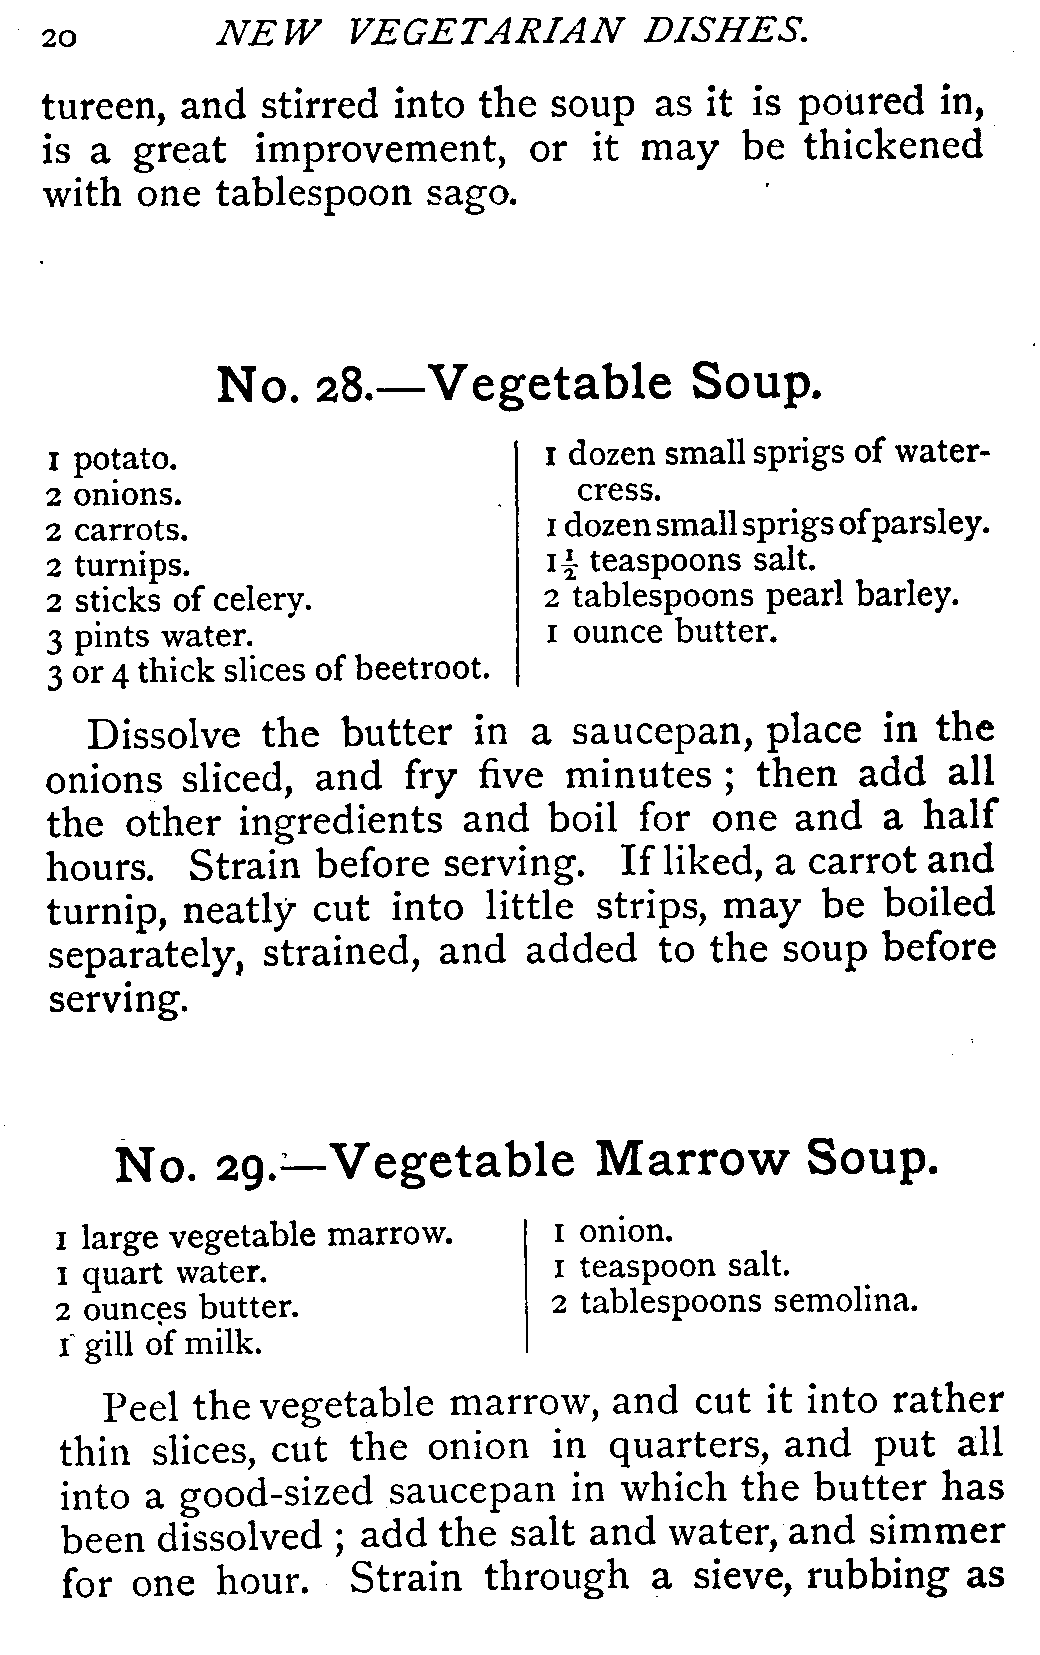 20 NEW VEGETARIAN DISHES.
tureen, and stirred into the soup as it is poured in,
is a great improvement, or it may be thickened
with one tablespoon sago.
No. 28.—Vegetable Soup.
1 potato.
2 onions.
2 carrots.
2 turnips.
2 sticks of celery.
3 pints water.
3 or 4 thick slices of beetroot.
1 dozen small sprigs of water-
cress.
1 dozen small sprigs of parsley.
1½ teaspoons salt.
2 tablespoons pearl barley.
1 ounce butter.
Dissolve the butter in a saucepan, place in the
onions sliced, and fry five minutes ; then add all
the other ingredients and boil for one and a half
hours. Strain before serving. If liked, a carrot and
turnip, neatly cut into little strips, may be boiled
separately, strained, and added to the soup before
serving.
No. 29.—Vegetable Marrow Soup.
1 large vegetable marrow.
1 quart water.
2 ounces butter.
1 gill of milk.
1 onion.
1 teaspoon salt.
2 tablespoons semolina.
Peel the vegetable marrow, and cut it into rather
thin slices, cut the onion in quarters, and put all
into a good-sized saucepan in which the butter has
been dissolved ; add the salt and water, and simmer
for one hour. Strain through a sieve, rubbing as